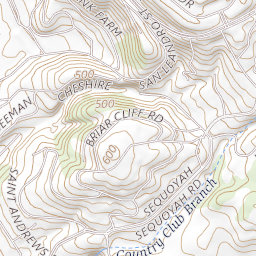 NK FARM
SAN LEANDRO ST
500
CHESHIRE
EEMAN
500
BRIAR CLIFF RD
600
SEQUOYAH
SAINT ANDREWS
SEQUOYAH RD
Country Club Branch